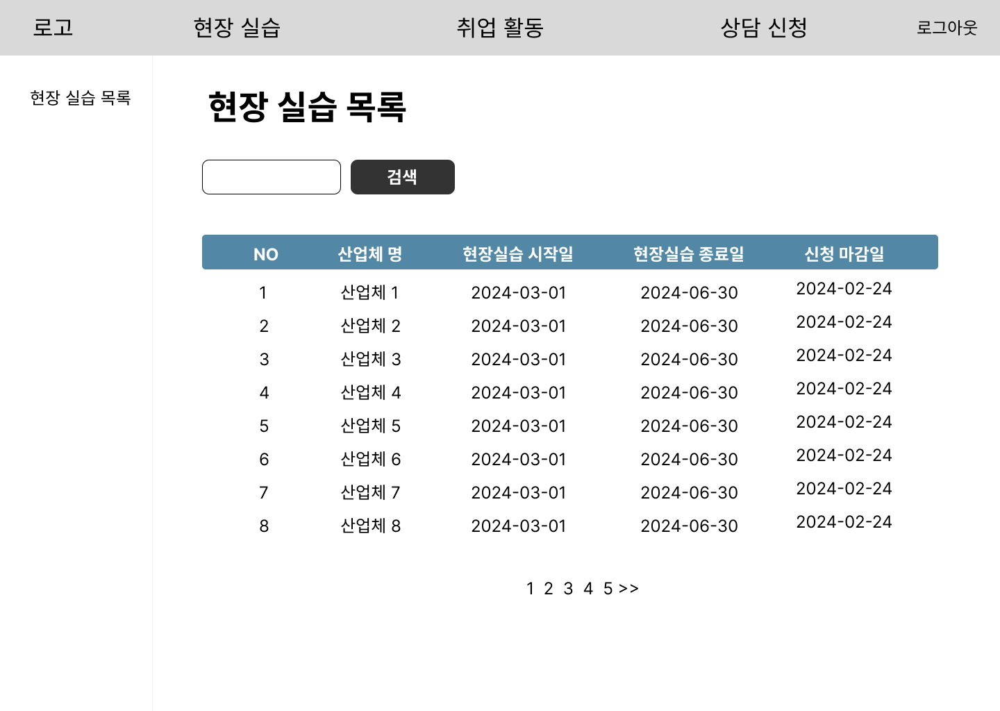 로고 현장 실습 취업 활동 상담 신청 로그아웃
현장 실습 목록
현장 실습 목록
검색
NO 산업체 명 현장실습 시작일 현장실습 종료일 신청 마감일
1 산업체 1 2024-03-01 2024-06-30 2024-02-24
2 산업체 2 2024-03-01 2024-06-30 2024-02-24
3 산업체 3 2024-03-01 2024-06-30 2024-02-24
4 산업체 4 2024-03-01 2024-06-30 2024-02-24
5 산업체 5 2024-03-01 2024-06-30 2024-02-24
6 산업체 6 2024-03-01 2024-06-30 2024-02-24
7 산업체 7 2024-03-01 2024-06-30 2024-02-24
8 산업체 8 2024-03-01 2024-06-30 2024-02-24
1 2 3 4 5 >>